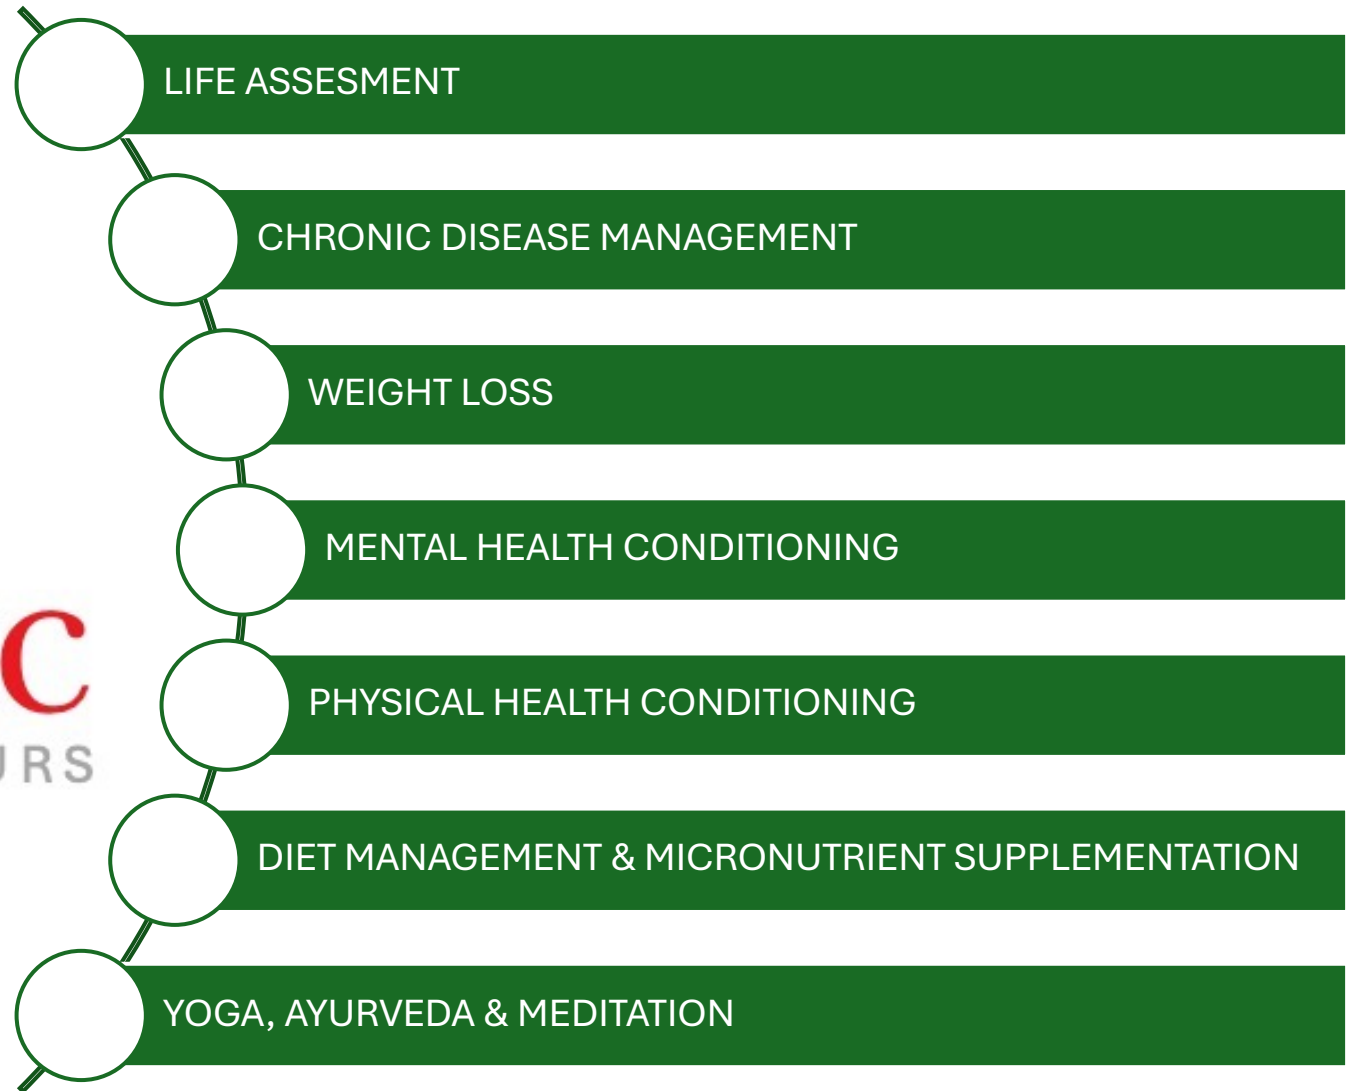 LIFE ASSESMENT
CHRONIC DISEASE MANAGEMENT
WEIGHT LOSS
MENTAL HEALTH CONDITIONING
C
URS
PHYSICAL HEALTH CONDITIONING
DIET MANAGEMENT & MICRONUTRIENT SUPPLEMENTATION
YOGA, AYURVEDA & MEDITATION